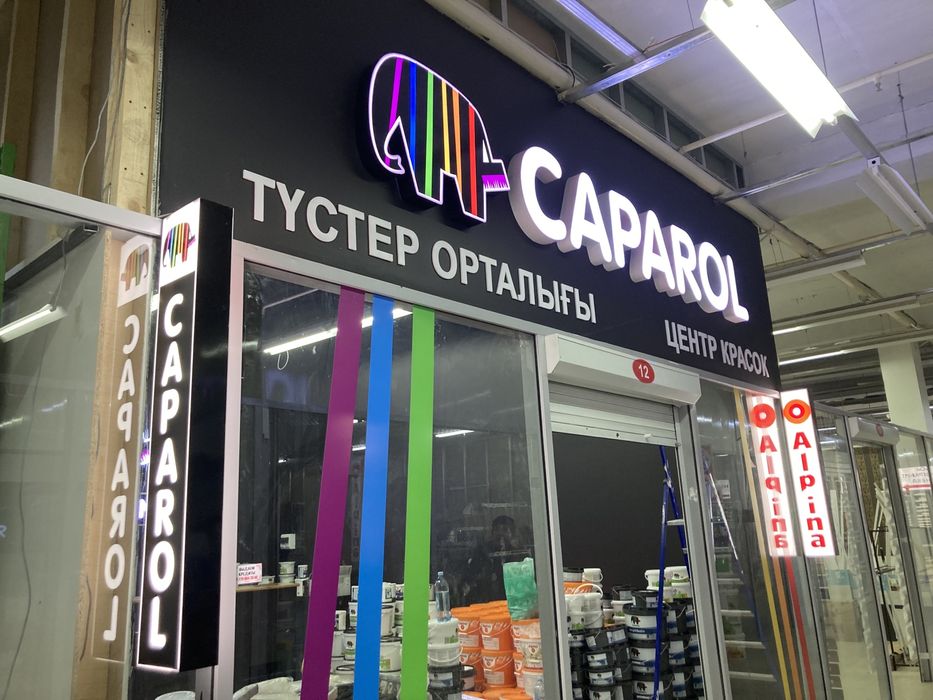 CAPAROL
ТҮСТЕР ОРТАЛЫҒЫ
ЦЕНТР КРАСОК
12
CAPAROL
CAPAROL
Alpina
Alpina